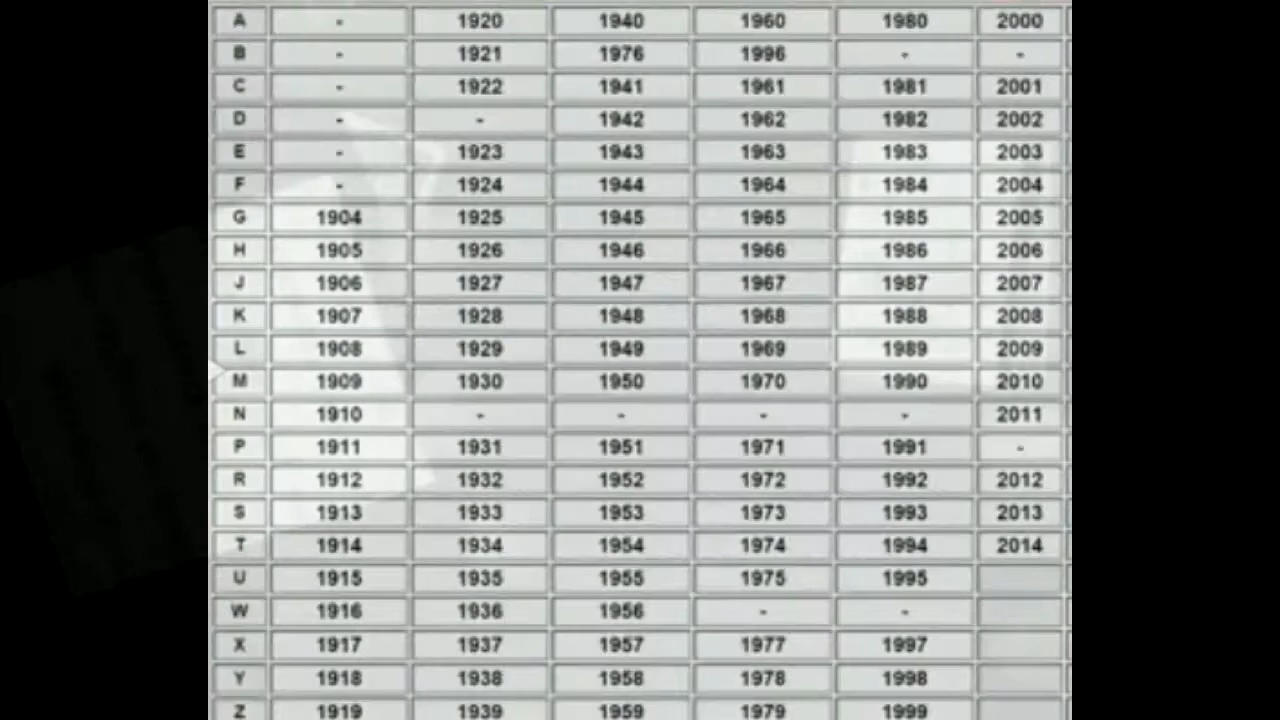 A - 1920 1940 1960 1980 2000
B - 1921 1976 1996 - -
C - 1922 1941 1961 1981 2001
D - - 1942 1962 1982 2002
E - 1923 1943 1963 1983 2003
F - 1924 1944 1964 1984 2004
G 1904 1925 1945 1965 1985 2005
H 1905 1926 1946 1966 1986 2006
J 1906 1927 1947 1967 1987 2007
K 1907 1928 1948 1968 1988 2008
L 1908 1929 1949 1969 1989 2009
M 1909 1930 1950 1970 1990 2010
N 1910 - - - - 2011
P 1911 1931 1951 1971 1991 -
R 1912 1932 1952 1972 1992 2012
S 1913 1933 1953 1973 1993 2013
T 1914 1934 1954 1974 1994 2014
U 1915 1935 1955 1975 1995
W 1916 1936 1956 - -
X 1917 1937 1957 1977 1997
Y 1918 1938 1958 1978 1998
Z 1919 1939 1959 1979 1999